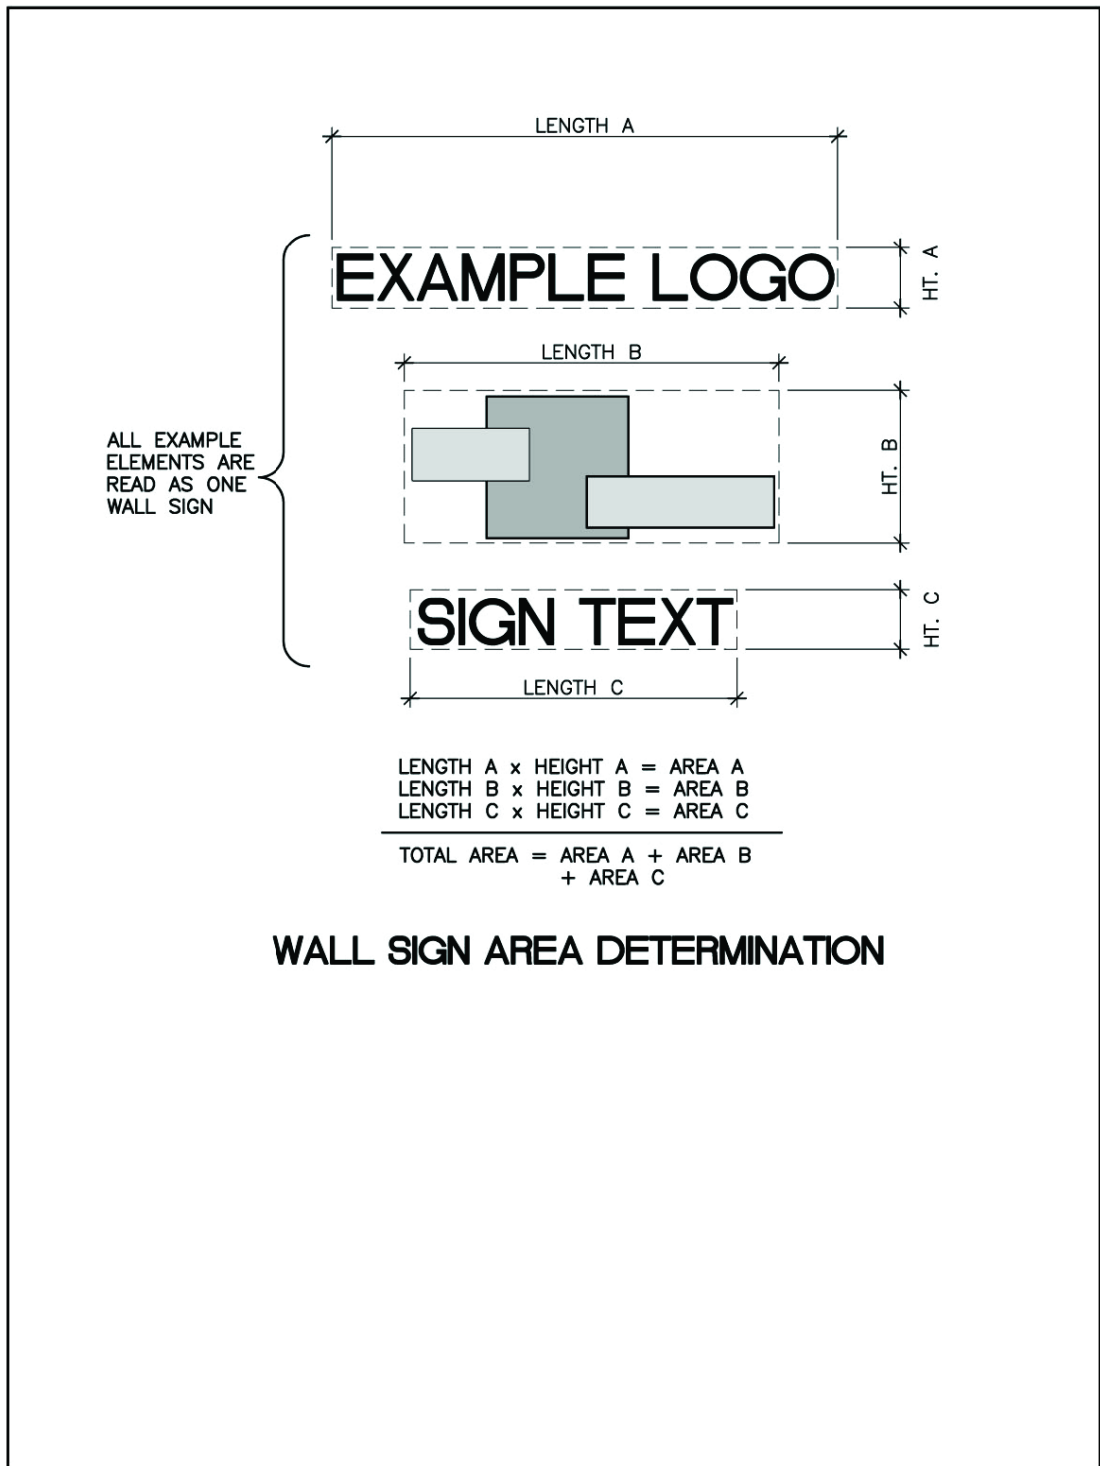 LENGTH A
EXAMPLE LOGO
HT. A
LENGTH B
HT. B
ALL EXAMPLE
ELEMENTS ARE
READ AS ONE
WALL SIGN
SIGN TEXT
HT. C
LENGTH C
LENGTH A x HEIGHT A = AREA A
LENGTH B x HEIGHT B = AREA B
LENGTH C x HEIGHT C = AREA C
TOTAL AREA = AREA A + AREA B
+ AREA C
WALL SIGN AREA DETERMINATION